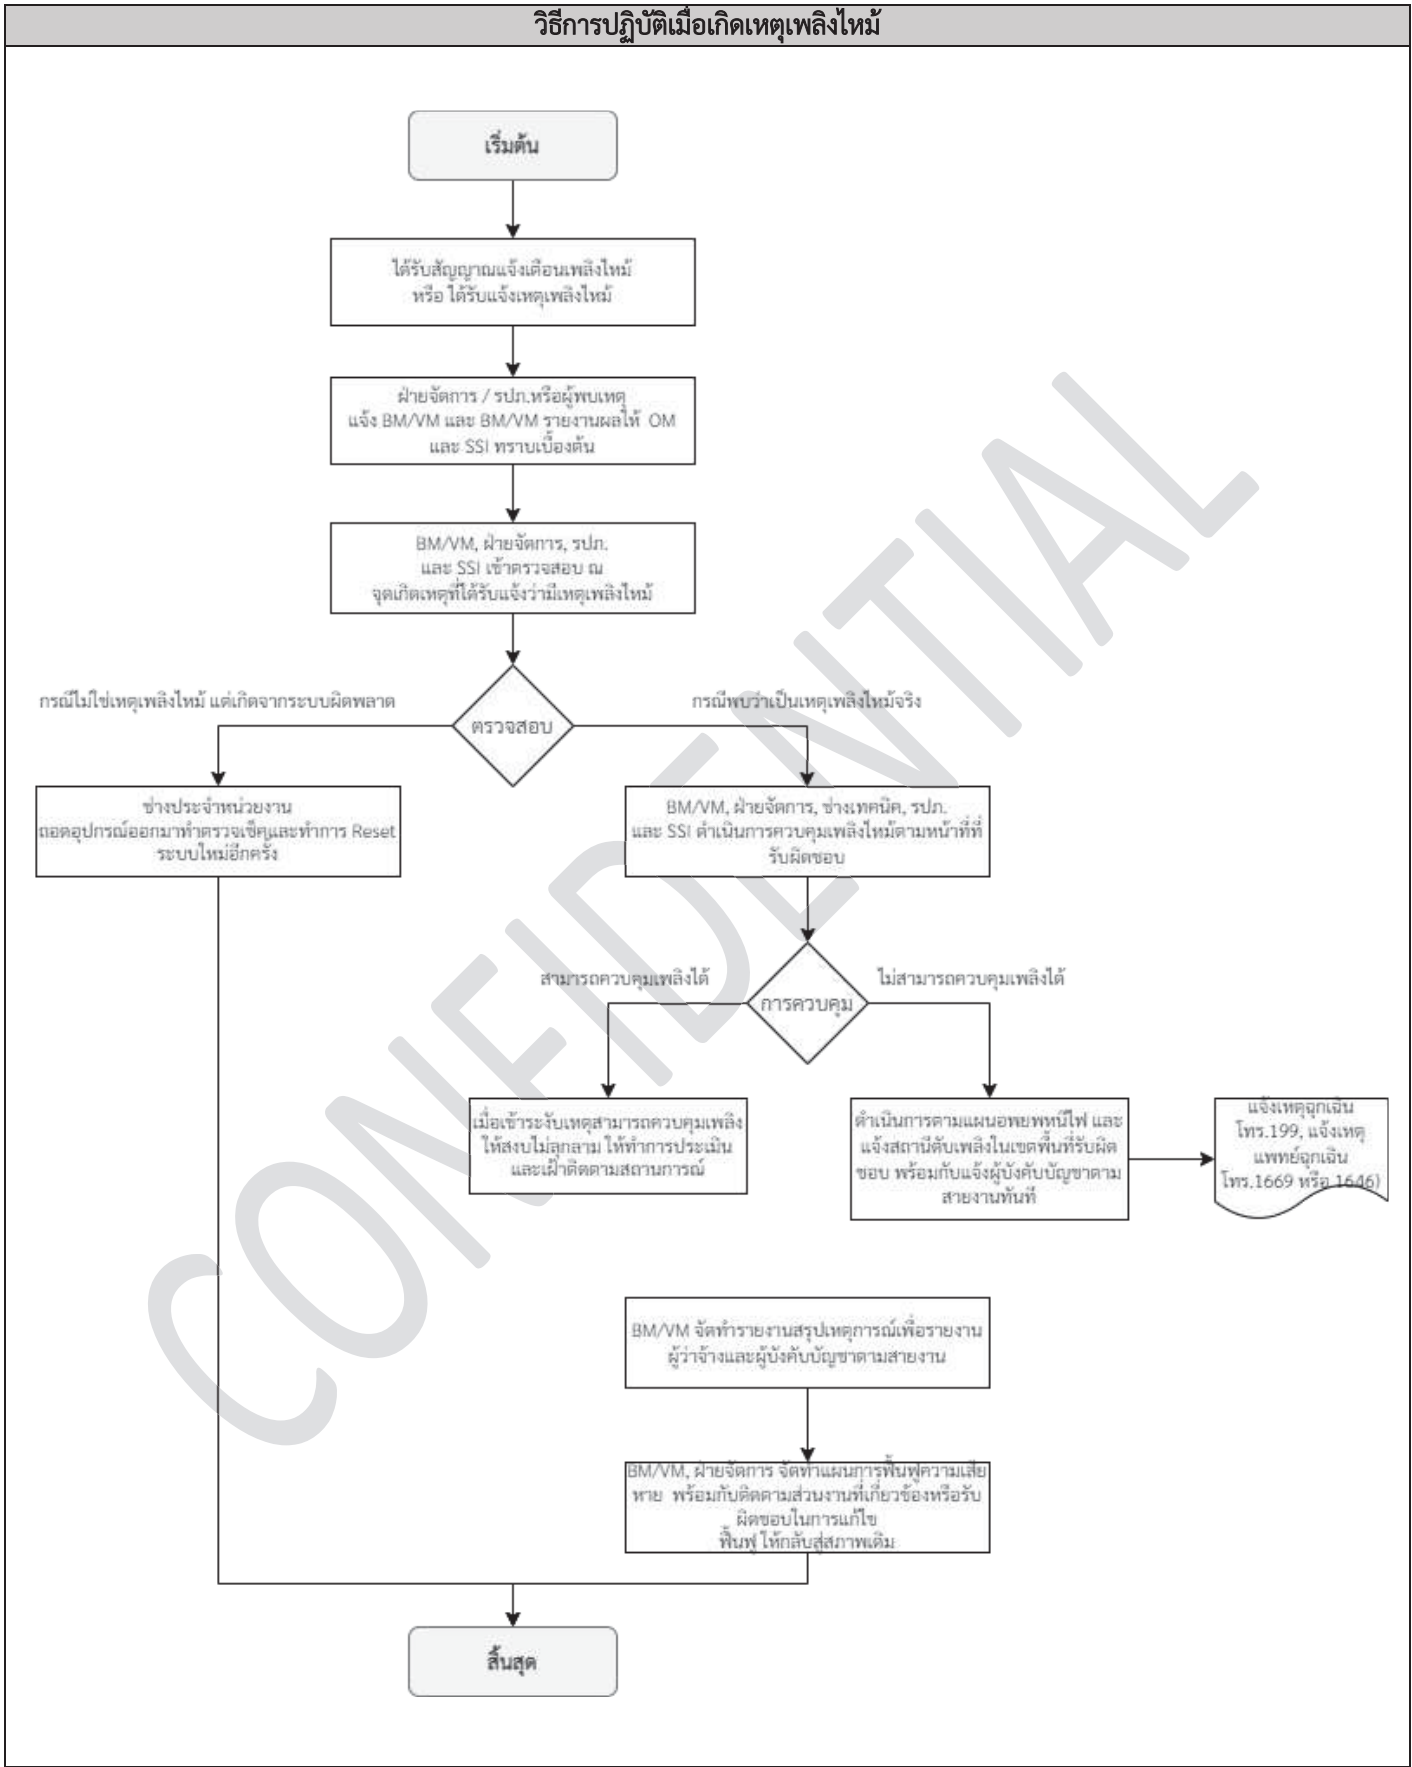 วิธีการปฏิบัติเมื่อเกิดเหตุเพลิงไหม้
เริ่มต้น
ได้รับสัญญาณแจ้งเตือนเพลิงไหม้
หรือ ได้รับแจ้งเหตุเพลิงไหม้
ฝ่ายจัดการ / รปภ.หรือผู้พบเหตุ
แจ้ง BM/VM และ BM/VM รายงานผลให้ OM
และ SSI ทราบเบื้องต้น
BM/VM, ฝ่ายจัดการ, รปภ.
และ SSI เข้าตรวจสอบ ณ
จุดเกิดเหตุที่ได้รับแจ้งว่ามีเหตุเพลิงไหม้
กรณีไม่ใช่เหตุเพลิงไหม้ แต่เกิดจากระบบผิดพลาด
กรณีพบว่าเป็นเหตุเพลิงไหม้จริง
ตรวจสอบ
ช่างประจำหน่วยงาน
ถอดอุปกรณ์ออกมาทำตรวจเช็คและทำการ Reset
ระบบใหม่อีกครั้ง
BM/VM, ฝ่ายจัดการ, ช่างเทคนิค, รปภ.
และ SSI ดำเนินการควบคุมเพลิงไหม้ตามหน้าที่ที่
รับผิดชอบ
สามารถควบคุมเพลิงได้
ไม่สามารถควบคุมเพลิงได้
การควบคุม
เมื่อเข้าระงับเหตุสามารถควบคุมเพลิง
ให้สงบไม่ลุกลาม ให้ทำการประเมิน
และเฝ้าติดตามสถานการณ์
ดำเนินการตามแผนอพยพหนีไฟ และ
แจ้งสถานีดับเพลิงในเขตพื้นที่รับผิด
ชอบ พร้อมกับแจ้งผู้บังคับบัญชาตาม
สายงานทันที
แจ้งเหตุฉุกเฉิน
โทร.199, แจ้งเหตุ
แพทย์ฉุกเฉิน
โทร.1669 หรือ 1646)
BM/VM จัดทำรายงานสรุปเหตุการณ์เพื่อรายงาน
ผู้ว่าจ้างและผู้บังคับบัญชาตามสายงาน
BM/VM, ฝ่ายจัดการ จัดทำแผนการฟื้นฟูความเสีย
หาย พร้อมกับติดตามส่วนงานที่เกี่ยวข้องหรือรับ
ผิดชอบในการแก้ไข
ฟื้นฟู ให้กลับสู่สภาพเดิม
สิ้นสุด
CONFIDENTIAL